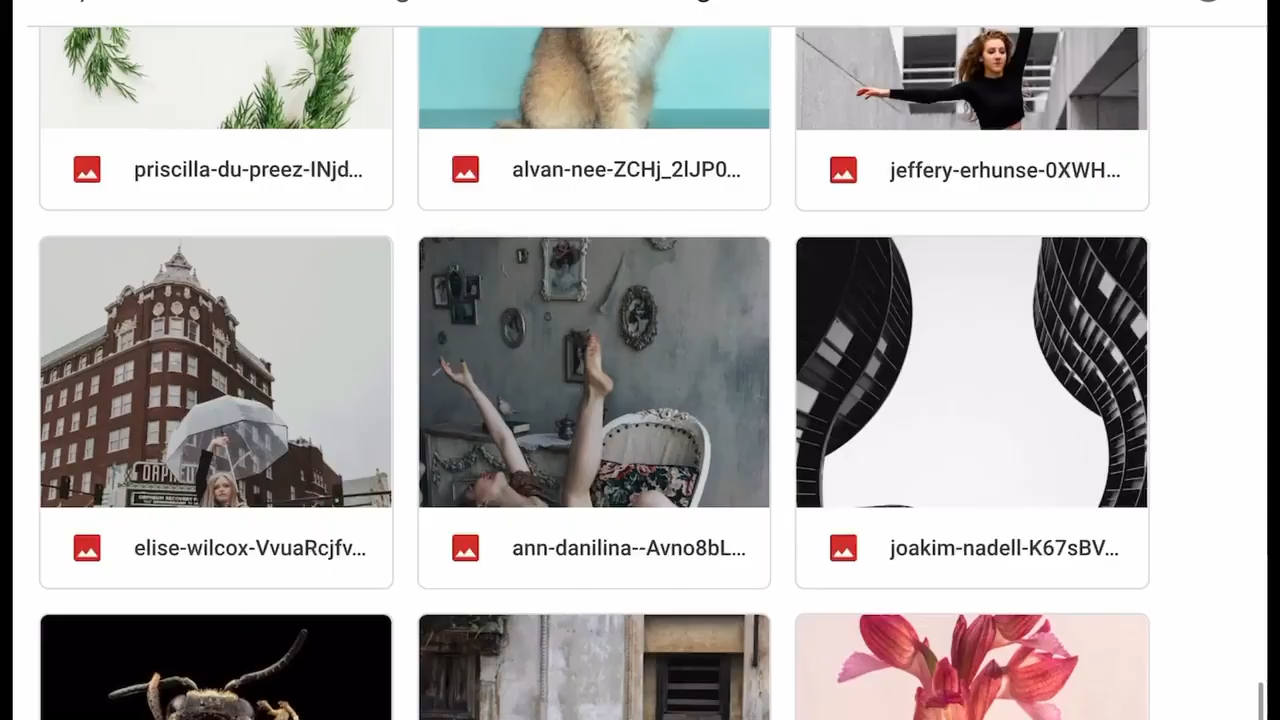 priscilla-du-preez-INjd...
alvan-nee-ZCHj_2lJP0...
jeffery-erhunse-0XWH...
elise-wilcox-VvuaRcjfv...
ann-danilina--Avno8bL...
joakim-nadell-K67sBV...